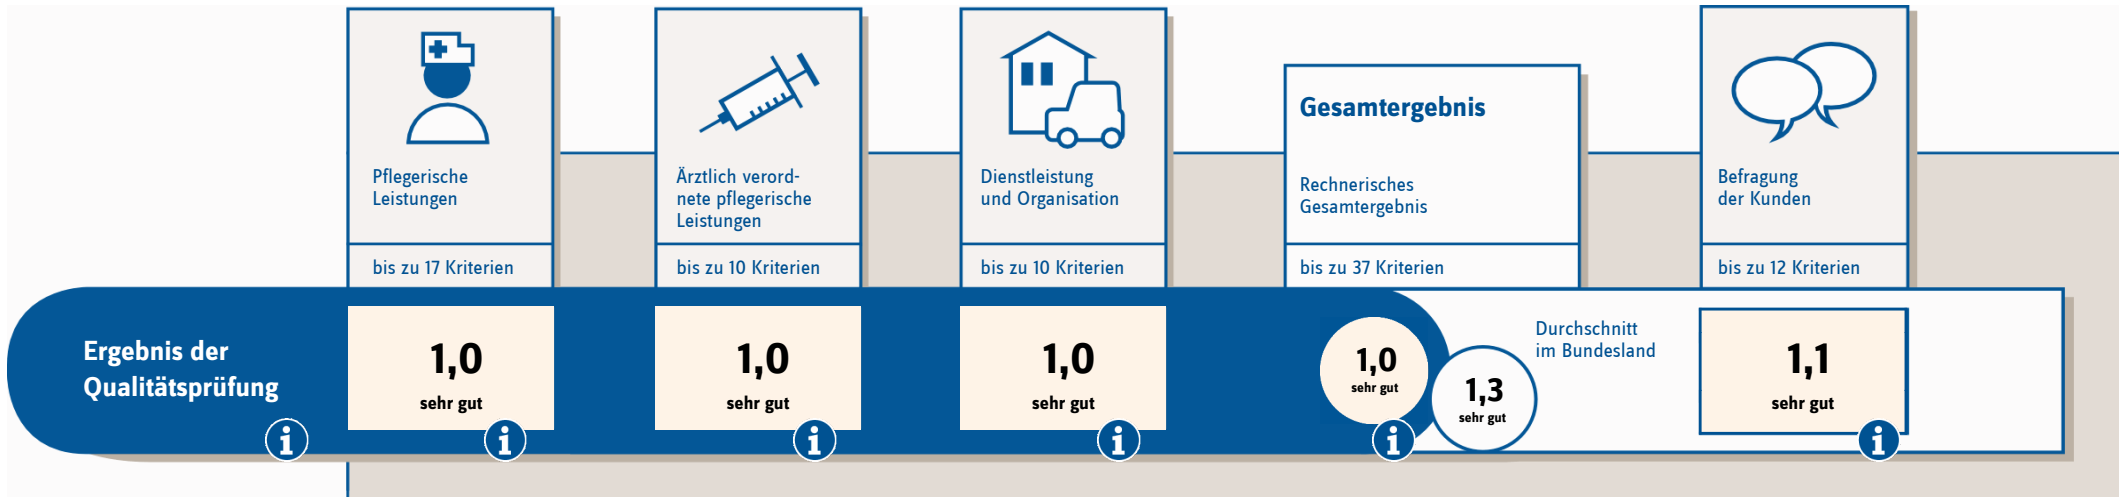 Pflegerische
Leistungen
bis zu 17 Kriterien
Ärztlich verord-
nete pflegerische
Leistungen
bis zu 10 Kriterien
Dienstleistung
und Organisation
bis zu 10 Kriterien
Gesamtergebnis
Rechnerisches
Gesamtergebnis
bis zu 37 Kriterien
Befragung
der Kunden
bis zu 12 Kriterien
Ergebnis der
Qualitätsprüfung
i
1,0
sehr gut
i
1,0
sehr gut
i
1,0
sehr gut
i
1,0
sehr gut
i
1,3
sehr gut
Durchschnitt
im Bundesland
1,1
sehr gut
i